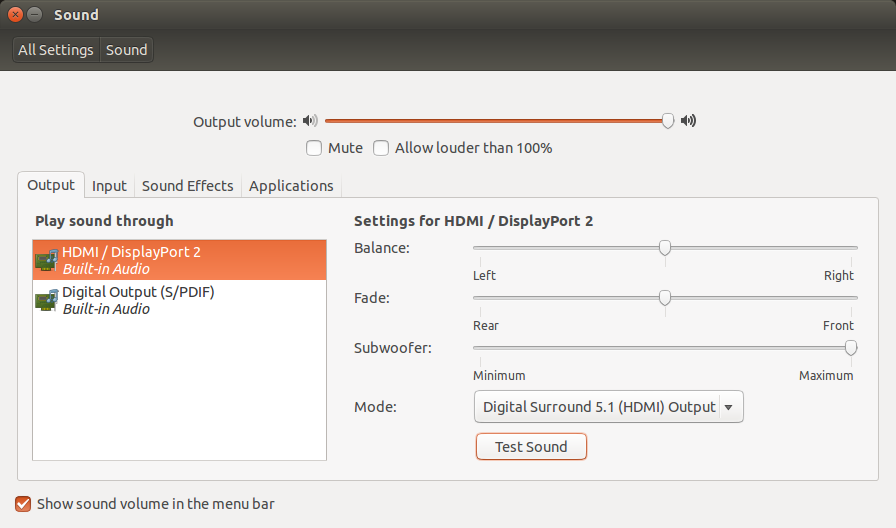 Sound
All Settings Sound
Output volume:
Mute Allow louder than 100%
Output Input Sound Effects Applications
Play sound through
HDMI / DisplayPort 2
Built-in Audio
Digital Output (S/PDIF)
Built-in Audio
Settings for HDMI / DisplayPort 2
Balance:
Left Right
Fade:
Rear Front
Subwoofer:
Minimum Maximum
Mode: Digital Surround 5.1 (HDMI) Output
Test Sound
Show sound volume in the menu bar